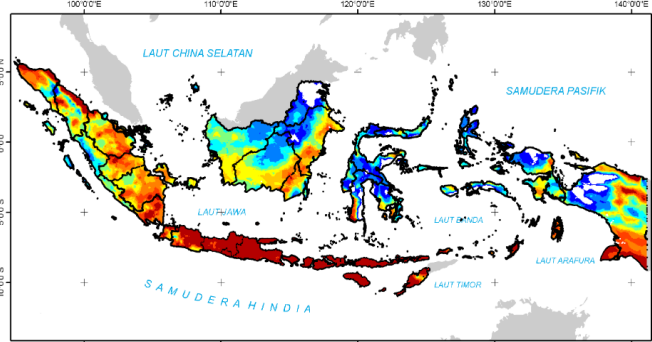 100°0'0"E 110°0'0"E 120°0'0"E 130°0'0"E 140°0'0"E
LAUT CHINA SELATAN
SAMUDERA PASIFIK
LAUT JAWA
LAUT BANDA
LAUT ARAFURA
LAUT TIMOR
SAMUDERA HINDIA